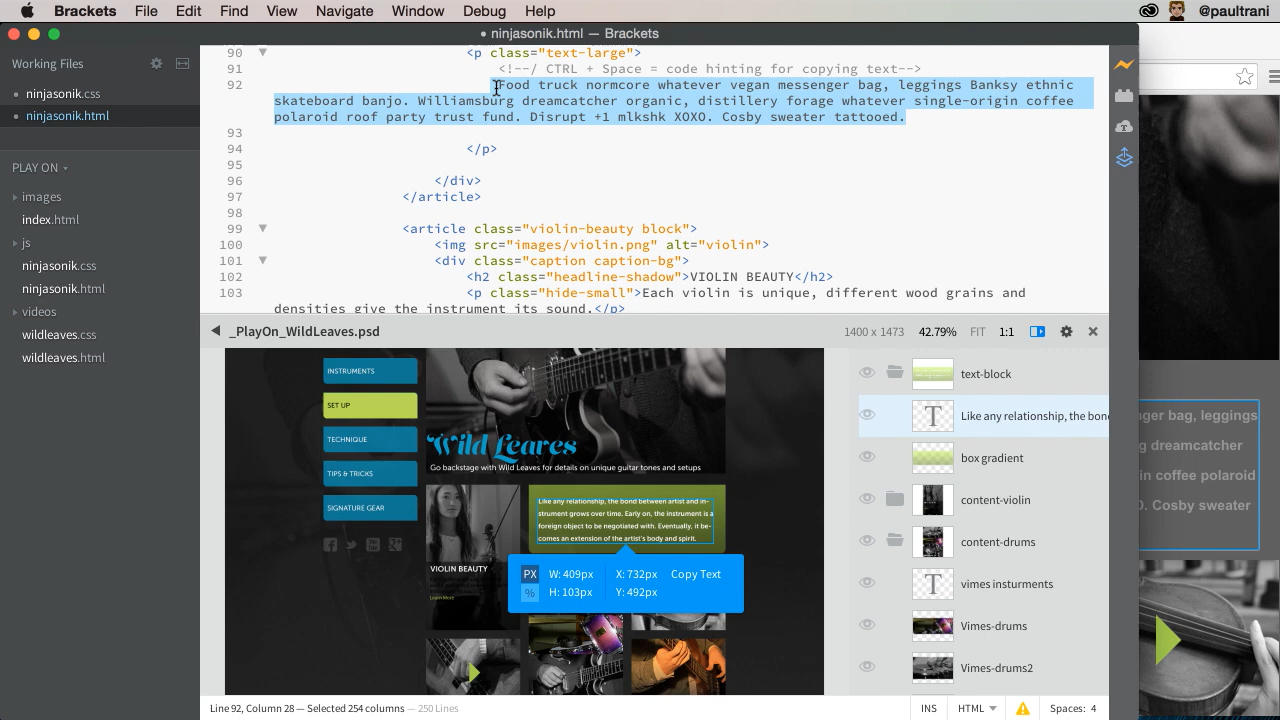 Brackets File Edit Find View Navigate Window Debug Help @paultrani
• ninjasonik.html — Brackets
Working Files
ninjasonik.css
ninjasonik.html
PLAY ON
images
index.html
js
ninjasonik.css
ninjasonik.html
videos
wildleaves.css
wildleaves.html
90 <p class="text-large">
91 <!--/ CTRL + Space = code hinting for copying text-->
92 Food truck normcore whatever vegan messenger bag, leggings Banksy ethnic
skateboard banjo. Williamsburg dreamcatcher organic, distillery forage whatever single-origin coffee
polaroid roof party trust fund. Disrupt +1 mlkshk XOXO. Cosby sweater tattooed.
93
94 </p>
95
96 </div>
97 </article>
98
99 <article class="violin-beauty block">
100 <img src="images/violin.png" alt="violin">
101 <div class="caption caption-bg">
102 <h2 class="headline-shadow">VIOLIN BEAUTY</h2>
103 <p class="hide-small">Each violin is unique, different wood grains and
densities give the instrument its sound.</p>
_PlayOn_WildLeaves.psd 1400 x 1473 42.79% FIT 1:1
INSTRUMENTS
SET UP
TECHNIQUE
TIPS & TRICKS
SIGNATURE GEAR
Wild Leaves
Go backstage with Wild Leaves for details on unique guitar tones and setups
Like any relationship, the bond between artist and in-
strument grows over time. Early on, the instrument is a
foreign object to be negotiated with. Eventually, it be-
comes an extension of the artist's body and spirit.
VIOLIN BEAUTY
Learn More
PX W: 409px X: 732px Copy Text
% H: 103px Y: 492px
text-block
T Like any relationship, the bon
box gradient
content-violin
content-drums
T vimes insturments
Vimes-drums
Vimes-drums2
ger bag, leggings
g dreamcatcher
in coffee polaroid
0. Cosby sweater
Line 92, Column 28 — Selected 254 columns — 250 Lines INS HTML Spaces: 4